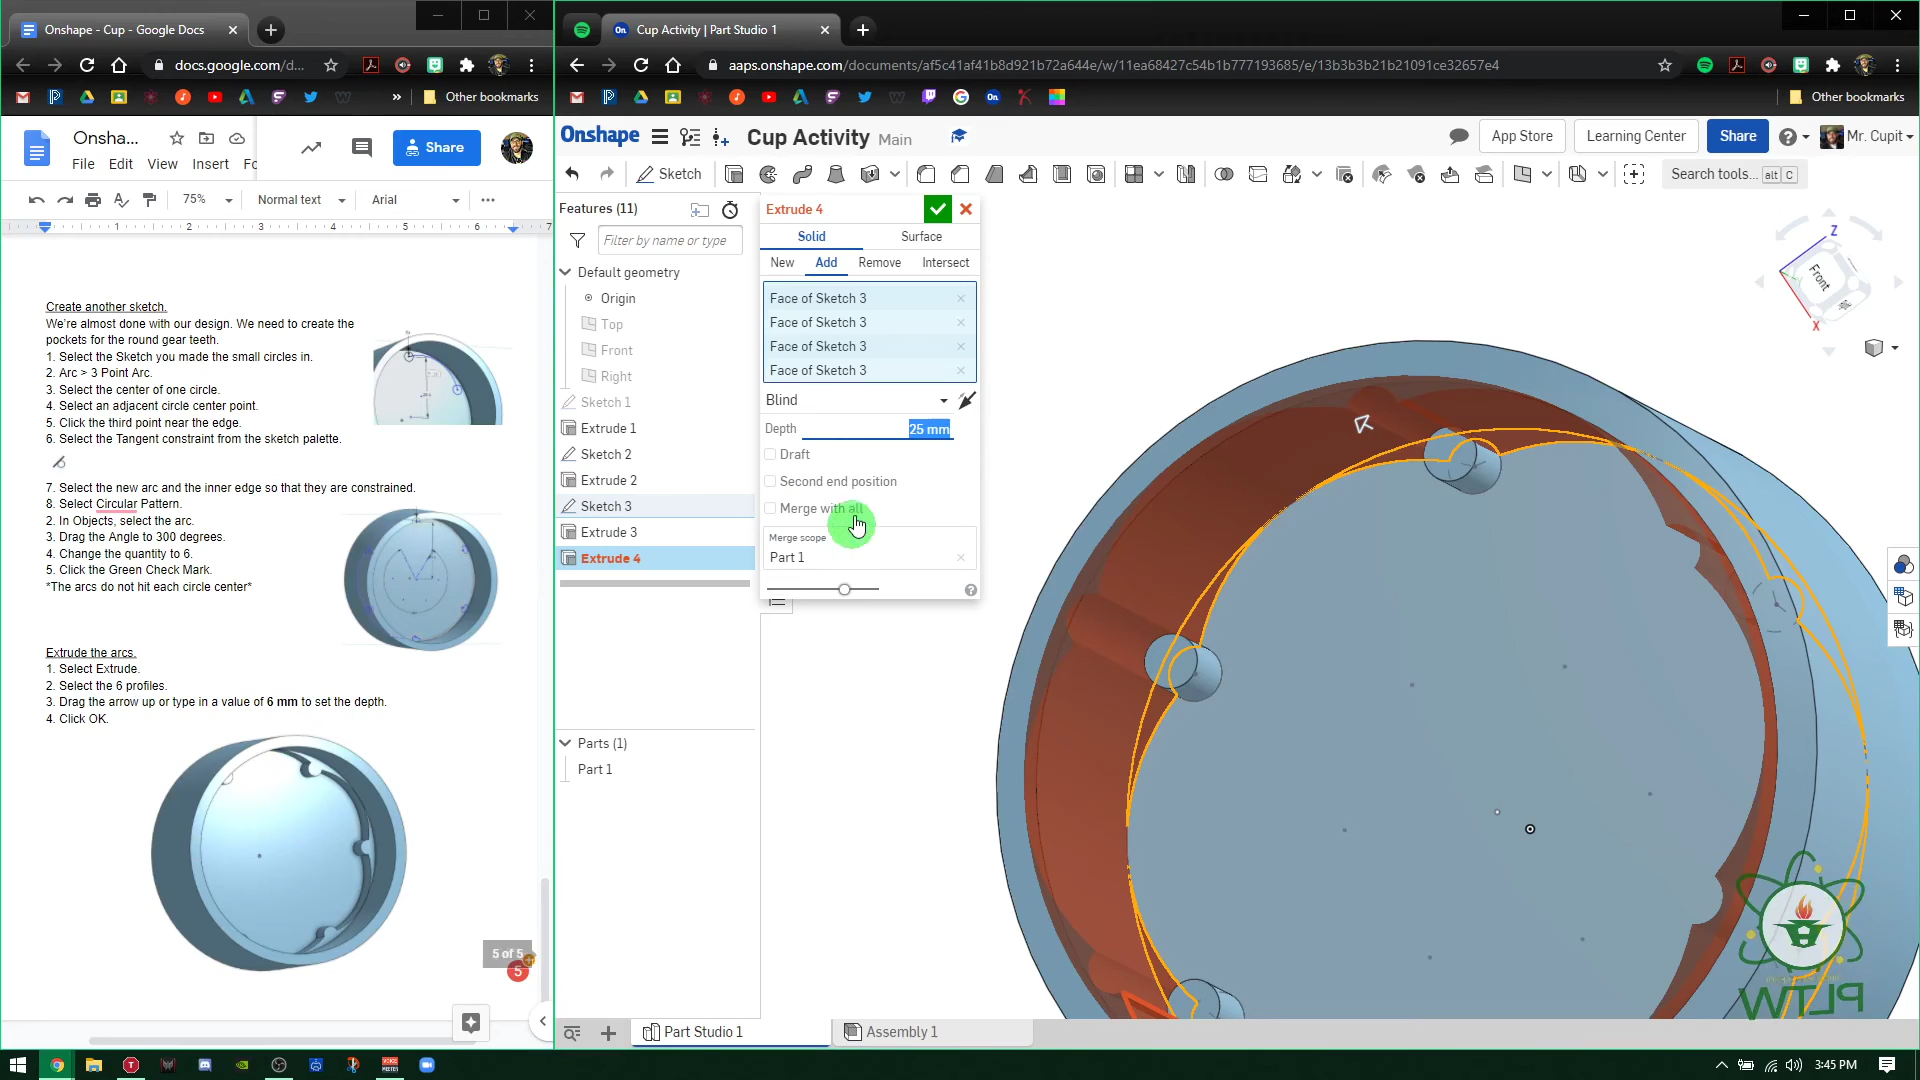 Onshape - Cup - Google Docs
docs.google.com/d...
Other bookmarks
Onsha...
Share
File Edit View Insert Fo
75% Normal text Arial
1 2 3 4 5 6 7
Create another sketch.
We're almost done with our design. We need to create the
pockets for the round gear teeth.
1. Select the Sketch you made the small circles in.
2. Arc > 3 Point Arc.
3. Select the center of one circle.
4. Select an adjacent circle center point.
5. Click the third point near the edge.
6. Select the Tangent constraint from the sketch palette.
7. Select the new arc and the inner edge so that they are constrained.
8. Select Circular Pattern.
2. In Objects, select the arc.
3. Drag the Angle to 300 degrees.
4. Change the quantity to 6.
5. Click the Green Check Mark.
*The arcs do not hit each circle center*
Extrude the arcs.
1. Select Extrude.
2. Select the 6 profiles.
3. Drag the arrow up or type in a value of 6 mm to set the depth.
4. Click OK.
5 of 5
5
Cup Activity | Part Studio 1
aaps.onshape.com/documents/af5c41af41b8d921b72a644e/w/11ea68427c54b1b777193685/e/13b3b3b21b21091ce32657e4
Other bookmarks
Onshape
Cup Activity Main
App Store
Learning Center
Share
Mr. Cupit
Sketch
Search tools... alt C
Features (11)
Filter by name or type
Default geometry
Origin
Top
Front
Right
Sketch 1
Extrude 1
Sketch 2
Extrude 2
Sketch 3
Extrude 3
Extrude 4
Parts (1)
Part 1
Extrude 4
Solid Surface
New Add Remove Intersect
Face of Sketch 3
Face of Sketch 3
Face of Sketch 3
Face of Sketch 3
Blind
Depth 25 mm
Draft
Second end position
Merge with all
Merge scope
Part 1
Z
Front
X
PLTW
Part Studio 1
Assembly 1
3:45 PM